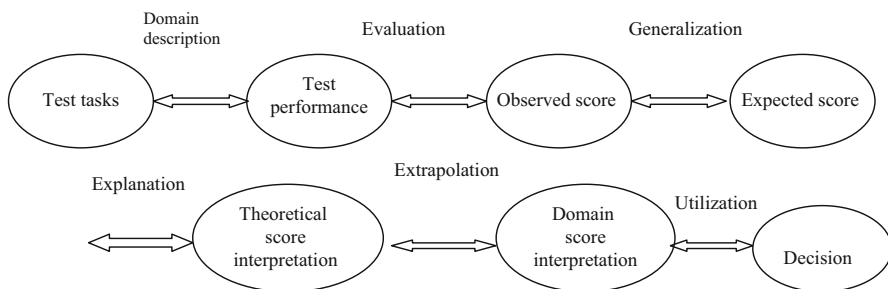 Domain
description
Evaluation
Generalization
Test tasks
Test
performance
Observed score
Expected score
Explanation
Extrapolation
Utilization
Theoretical
score
interpretation
Domain
score
interpretation
Decision